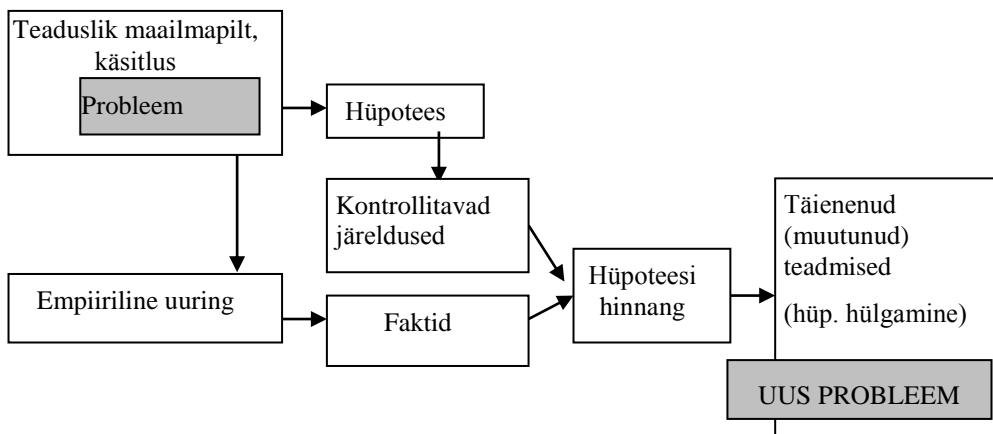 Teaduslik maailmapilt,
käsitlus
Probleem
Hüpotees
Kontrollitavad
järeldused
Empiiriline uuring
Faktid
Hüpoteesi
hinnang
Täienenud
(muutunud)
teadmised
(hüp. hülgamine)
UUS PROBLEEM